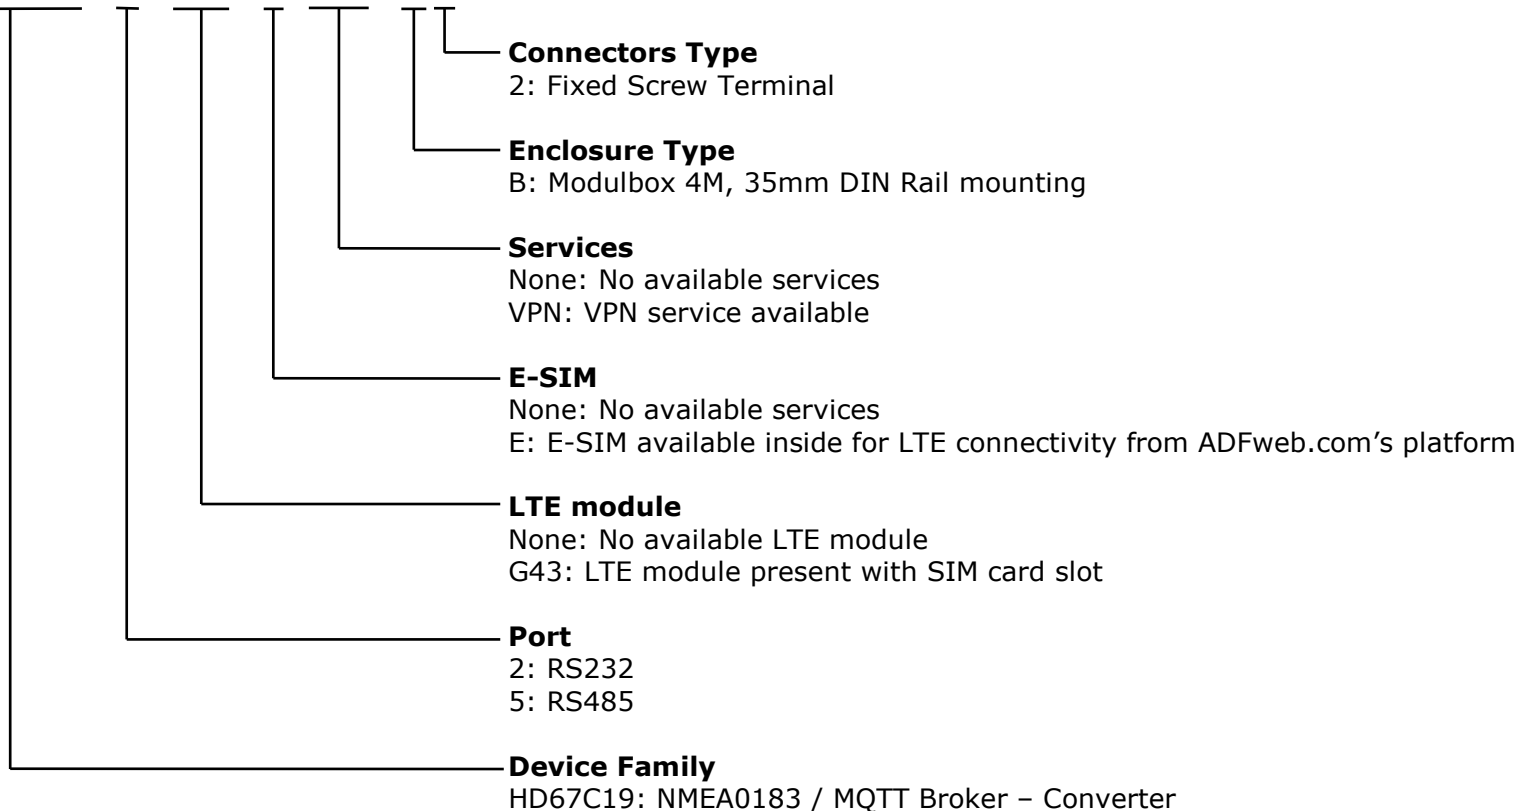 Connectors Type
2: Fixed Screw Terminal
Enclosure Type
B: Modulbox 4M, 35mm DIN Rail mounting
Services
None: No available services
VPN: VPN service available
E-SIM
None: No available services
E: E-SIM available inside for LTE connectivity from ADFweb.com’s platform
LTE module
None: No available LTE module
G43: LTE module present with SIM card slot
Port
2: RS232
5: RS485
Device Family
HD67C19: NMEA0183 / MQTT Broker – Converter